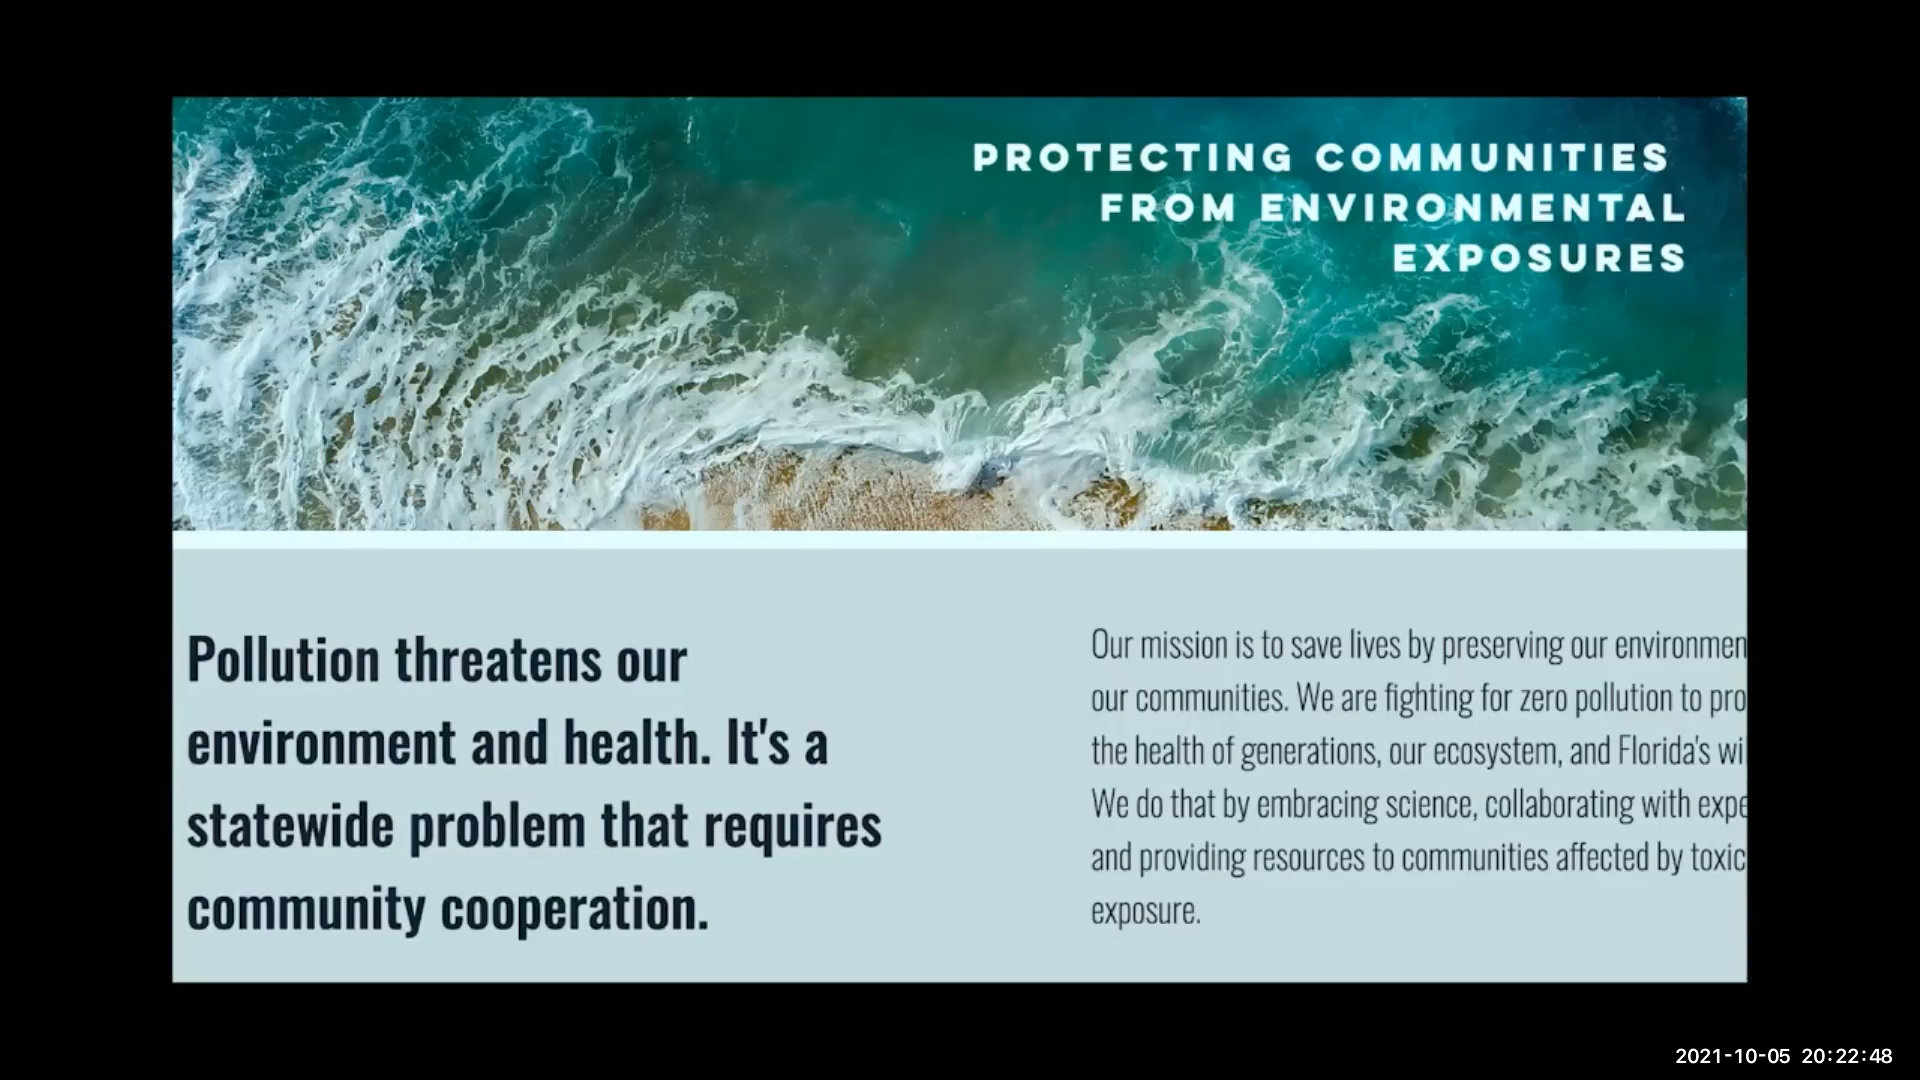 PROTECTING COMMUNITIES
FROM ENVIRONMENTAL
EXPOSURES
Pollution threatens our
environment and health. It's a
statewide problem that requires
community cooperation.
Our mission is to save lives by preserving our environmen
our communities. We are fighting for zero pollution to pro
the health of generations, our ecosystem, and Florida's wi
We do that by embracing science, collaborating with expe
and providing resources to communities affected by toxic
exposure.
2021-10-05 20:22:48